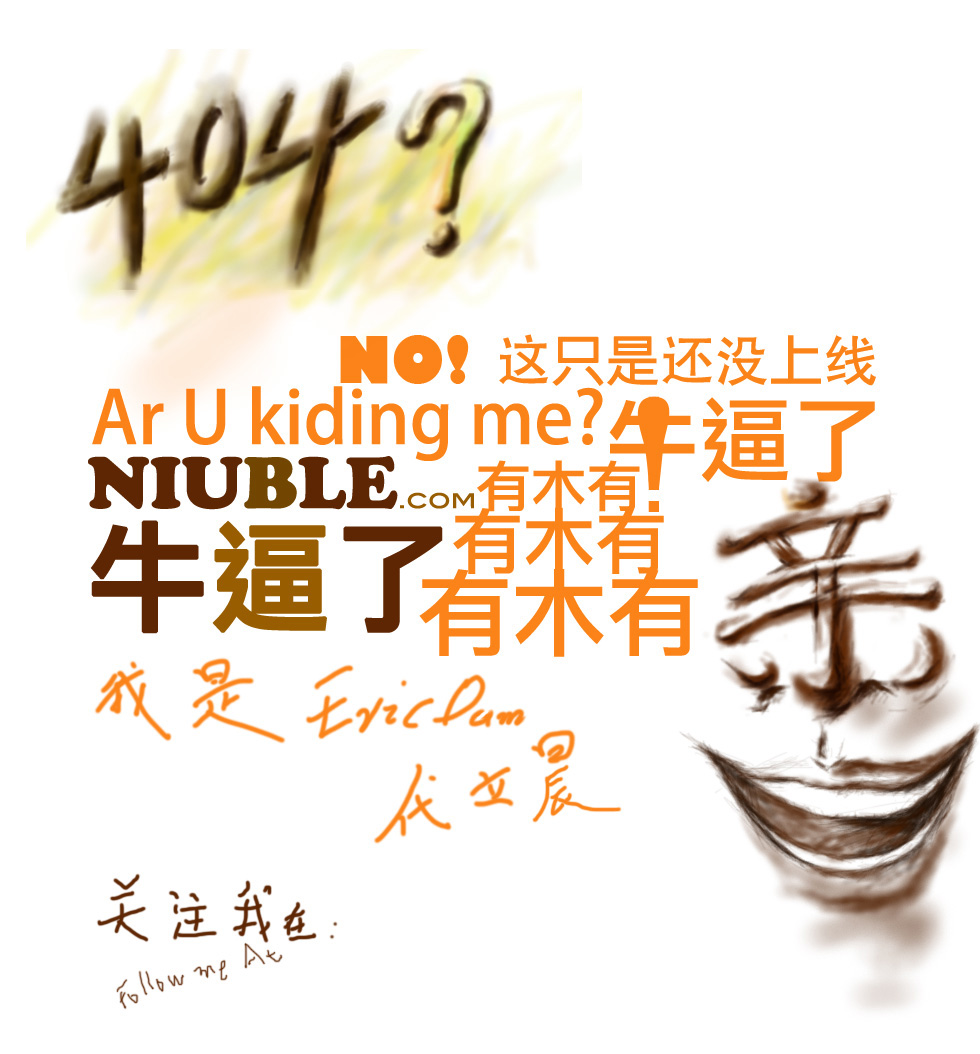 404?
NO! 这只是还没上线
Ar U kiding me? 牛逼了
NIUBLE.COM 有木有!
牛逼了 有木有
有木有
亲
我是 EricDam
代立晨
关注我在:
Follow me At